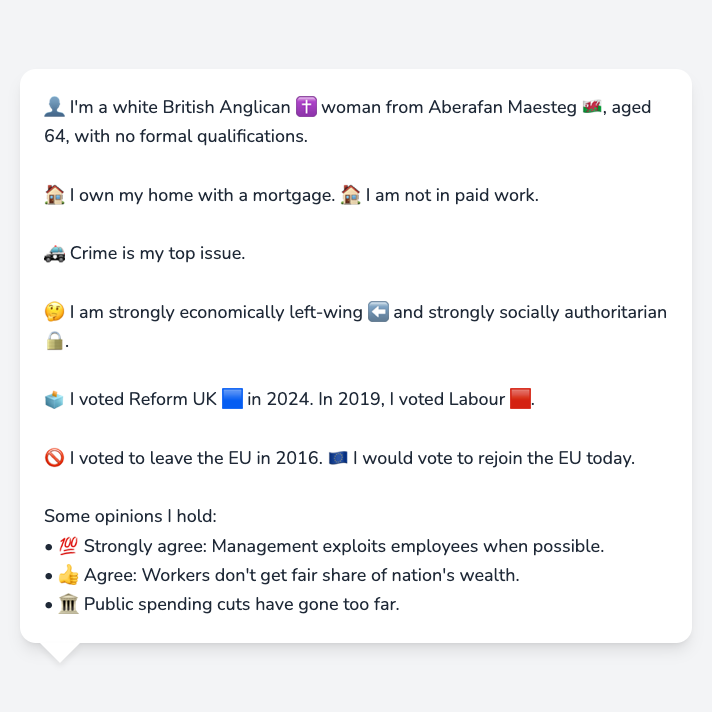 👤 I'm a white British Anglican ✝️ woman from Aberafan Maesteg 🏴󠁧󠁢󠁷󠁬󠁳󠁿, aged
64, with no formal qualifications.
🏠 I own my home with a mortgage. 🏠 I am not in paid work.
🚓 Crime is my top issue.
🤔 I am strongly economically left-wing ⬅️ and strongly socially authoritarian
🔒.
🗳️ I voted Reform UK 🟦 in 2024. In 2019, I voted Labour 🟥.
🚫 I voted to leave the EU in 2016. 🇪🇺 I would vote to rejoin the EU today.
Some opinions I hold:
• 💯 Strongly agree: Management exploits employees when possible.
• 👍 Agree: Workers don't get fair share of nation's wealth.
• 🏛️ Public spending cuts have gone too far.